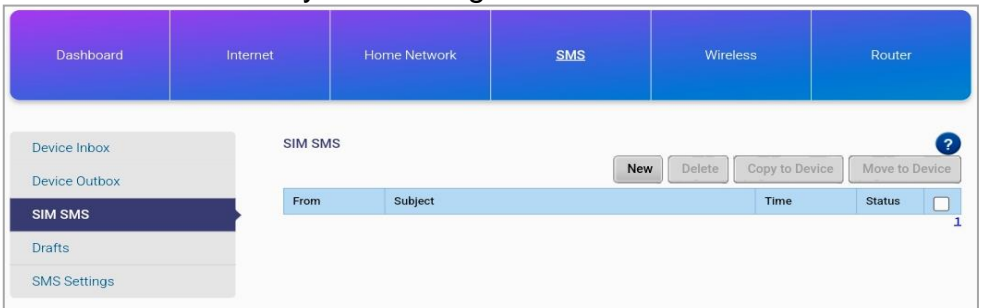 Dashboard Internet Home Network SMS Wireless Router
Device Inbox
Device Outbox
SIM SMS
Drafts
SMS Settings
SIM SMS
?
New Delete Copy to Device Move to Device
From Subject Time Status
1